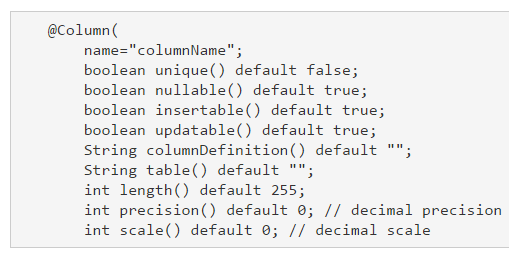 @Column(
name="columnName";
boolean unique() default false;
boolean nullable() default true;
boolean insertable() default true;
boolean updatable() default true;
String columnDefinition() default "";
String table() default "";
int length() default 255;
int precision() default 0; // decimal precision
int scale() default 0; // decimal scale